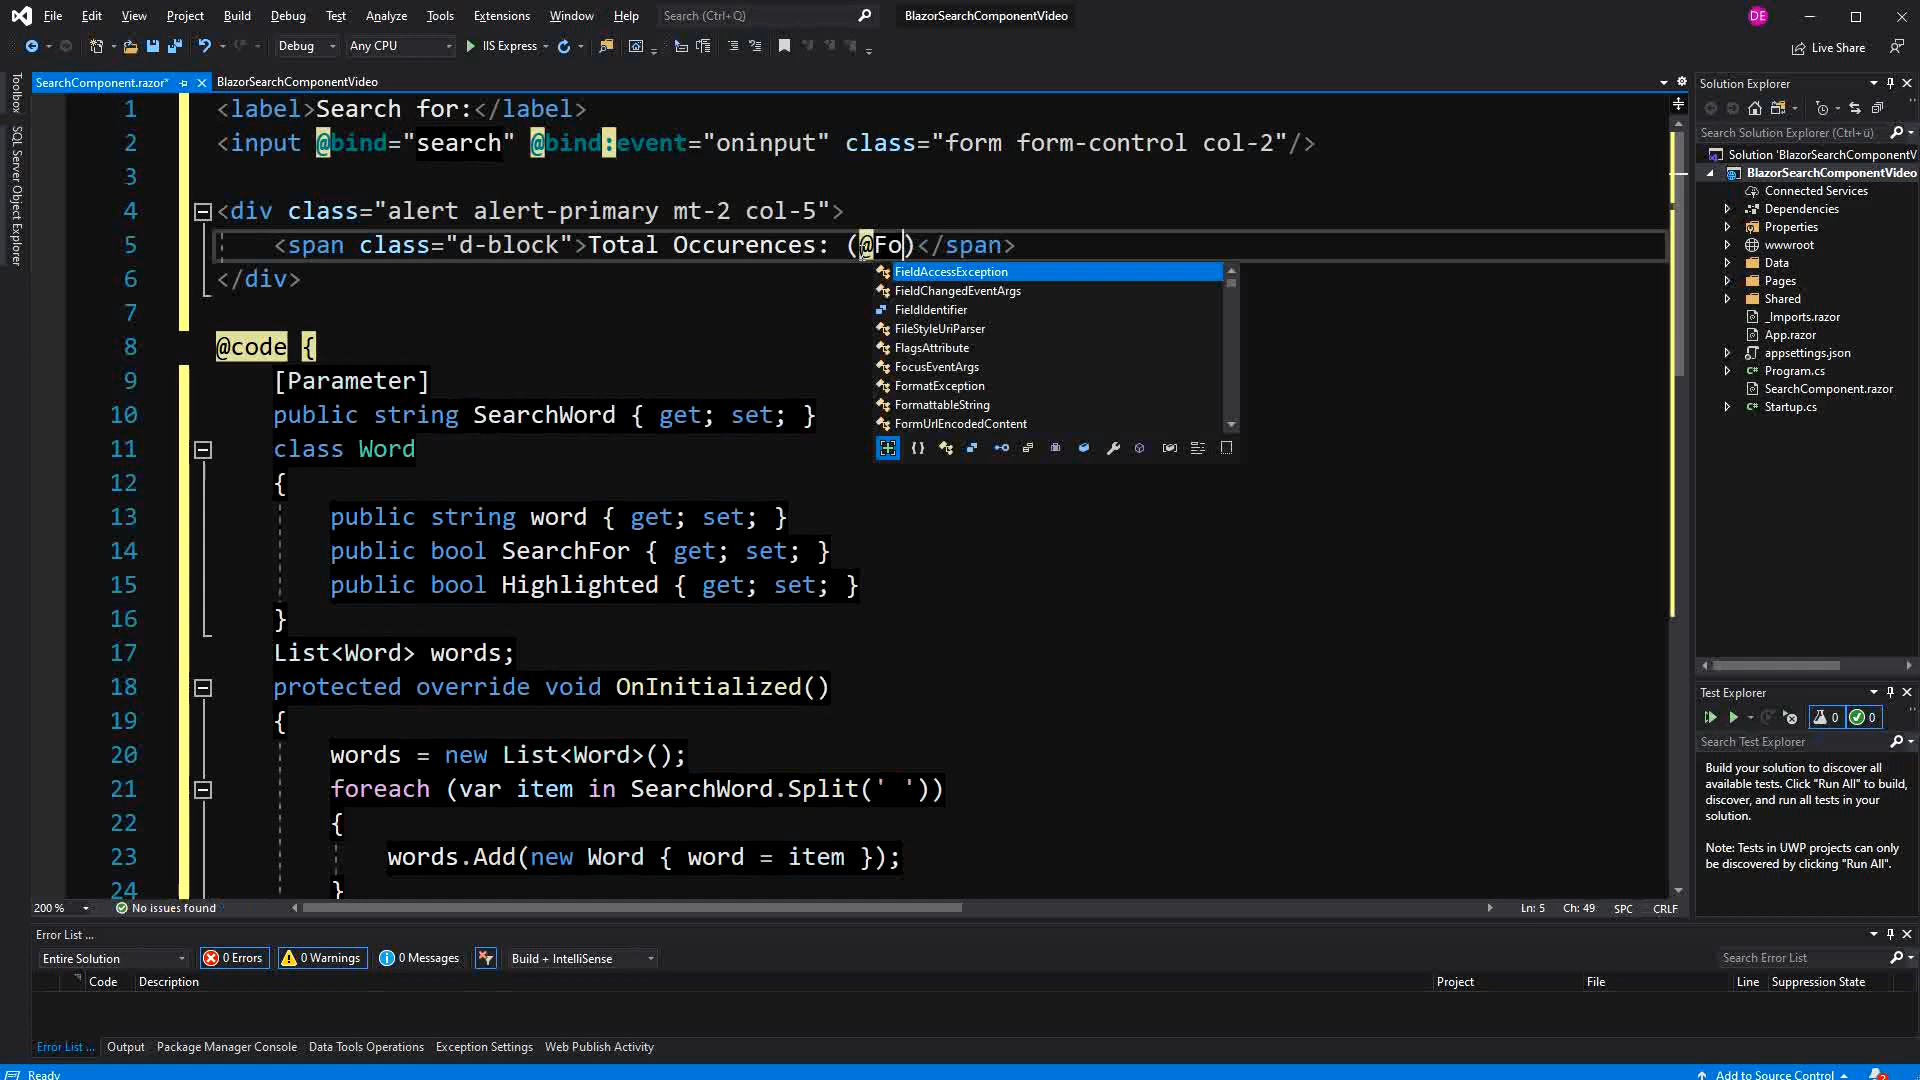 File Edit View Project Build Debug Test Analyze Tools Extensions Window Help Search (Ctrl+Q) BlazorSearchComponentVideo DE
Debug Any CPU IIS Express Live Share
SearchComponent.razor* BlazorSearchComponentVideo
Toolbox
SQL Server Object Explorer
1 <label>Search for:</label>
2 <input @bind="search" @bind:event="oninput" class="form form-control col-2"/>
3
4 <div class="alert alert-primary mt-2 col-5">
5 <span class="d-block">Total Occurences: (@Fo)</span>
6 </div>
7
8 @code {
9 [Parameter]
10 public string SearchWord { get; set; }
11 class Word
12 {
13 public string word { get; set; }
14 public bool SearchFor { get; set; }
15 public bool Highlighted { get; set; }
16 }
17 List<Word> words;
18 protected override void OnInitialized()
19 {
20 words = new List<Word>();
21 foreach (var item in SearchWord.Split(' '))
22 {
23 words.Add(new Word { word = item });
24 }
FieldAccessException
FieldChangedEventArgs
FieldIdentifier
FileStyleUriParser
FlagsAttribute
FocusEventArgs
FormatException
FormattableString
FormUrlEncodedContent
200 % No issues found Ln: 5 Ch: 49 SPC CRLF
Solution Explorer
Search Solution Explorer (Ctrl+ü)
Solution 'BlazorSearchComponentV
BlazorSearchComponentVideo
Connected Services
Dependencies
Properties
wwwroot
Data
Pages
Shared
_Imports.razor
App.razor
appsettings.json
Program.cs
SearchComponent.razor
Startup.cs
Test Explorer
0 0
Search Test Explorer
Build your solution to discover all
available tests. Click "Run All" to build,
discover, and run all tests in your
solution.
Note: Tests in UWP projects can only
be discovered by clicking "Run All".
Error List ...
Entire Solution 0 Errors 0 Warnings 0 Messages Build + IntelliSense Search Error List
Code Description Project File Line Suppression State
Error List ... Output Package Manager Console Data Tools Operations Exception Settings Web Publish Activity
Ready Add to Source Control 2